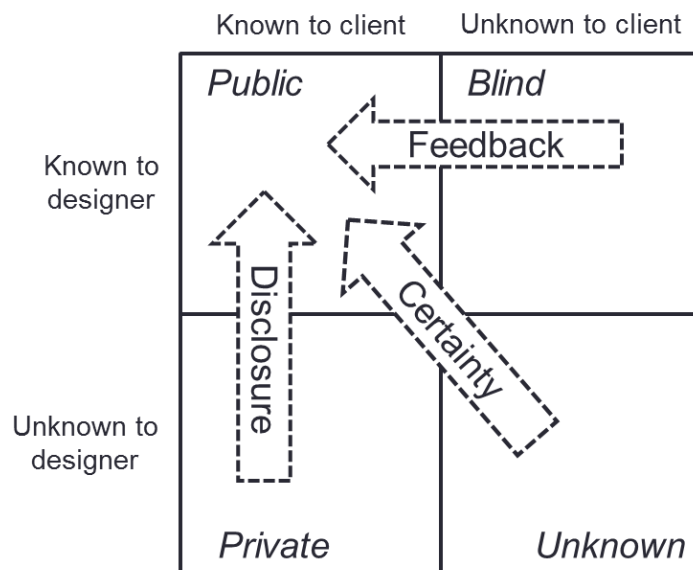 Known to client
Unknown to client
Public
Blind
Feedback
Known to
designer
Disclosure
Certainty
Unknown to
designer
Private
Unknown